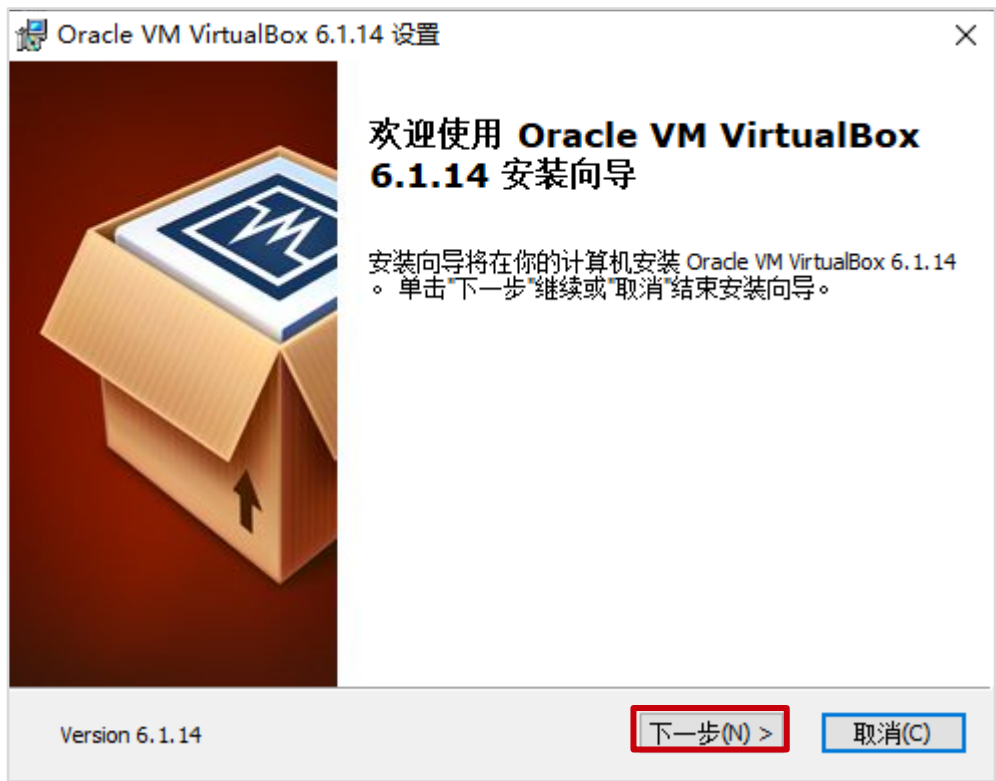 Oracle VM VirtualBox 6.1.14 设置
欢迎使用 Oracle VM VirtualBox
6.1.14 安装向导
安装向导将在你的计算机安装 Oracle VM VirtualBox 6.1.14
。 单击"下一步"继续或"取消"结束安装向导。
Version 6.1.14
下一步(N) >
取消(C)